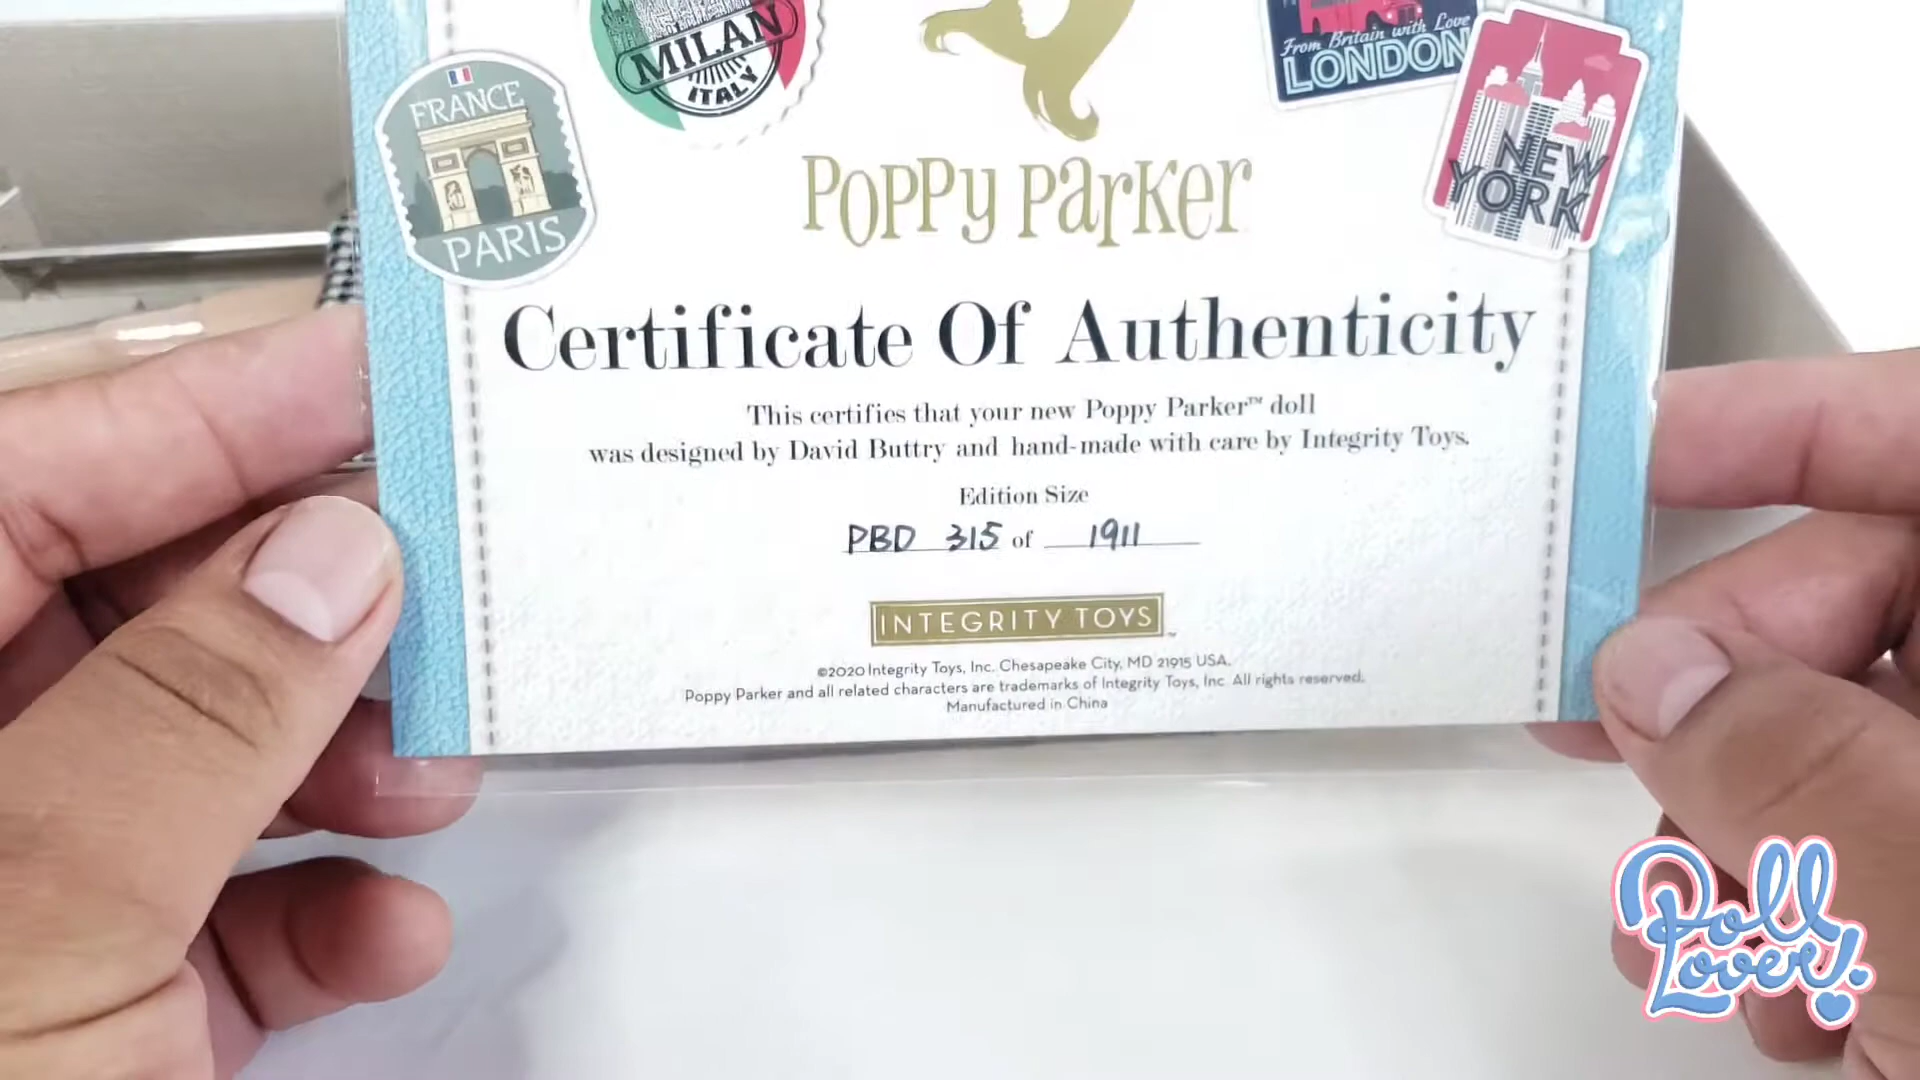 MILAN
ITALY
From Britain with Love
LONDON
FRANCE
PARIS
NEW
YORK
POPPY PARKER
Certificate Of Authenticity
This certifies that your new Poppy Parker™ doll
was designed by David Buttry and hand-made with care by Integrity Toys.
Edition Size
PBD 315 of 1911
INTEGRITY TOYS™
©2020 Integrity Toys, Inc. Chesapeake City, MD 21915 USA.
Poppy Parker and all related characters are trademarks of Integrity Toys, Inc. All rights reserved.
Manufactured in China
Doll
Lover!